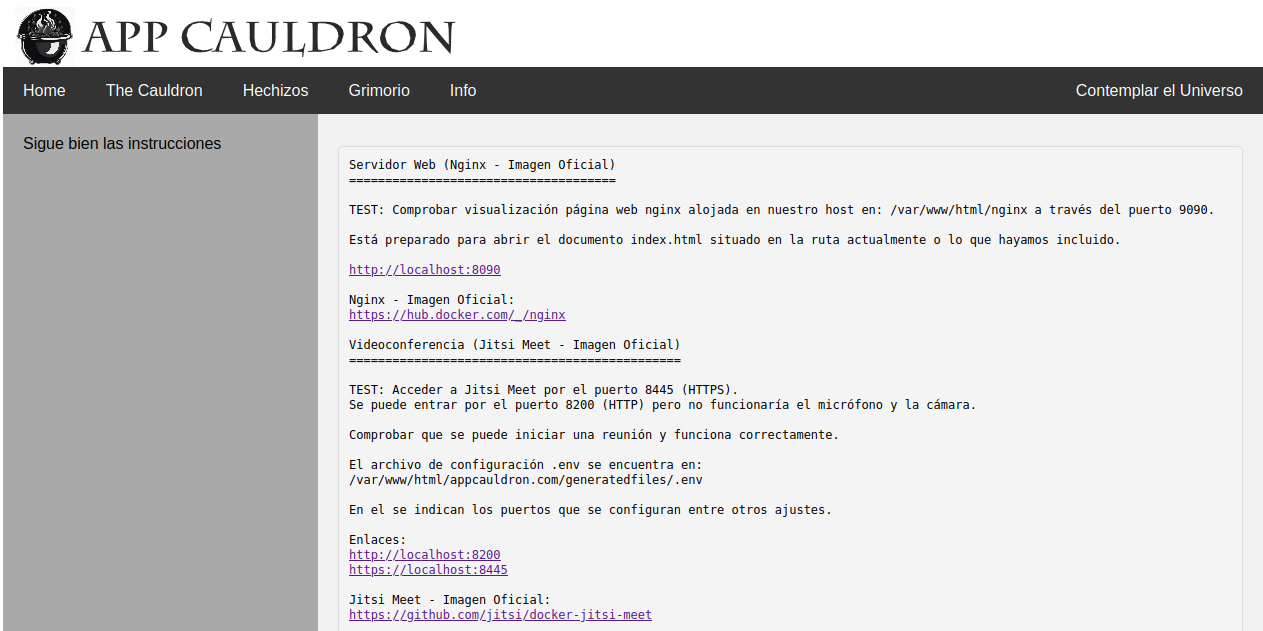 APP CAULDRON
Home
The Cauldron
Hechizos
Grimorio
Info
Contemplar el Universo
Sigue bien las instrucciones
Servidor Web (Nginx - Imagen Oficial)
=====================================
TEST: Comprobar visualización página web nginx alojada en nuestro host en: /var/www/html/nginx a través del puerto 9090.
Está preparado para abrir el documento index.html situado en la ruta actualmente o lo que hayamos incluido.
http://localhost:8090
Nginx - Imagen Oficial:
https://hub.docker.com/_/nginx
Videoconferencia (Jitsi Meet - Imagen Oficial)
==============================================
TEST: Acceder a Jitsi Meet por el puerto 8445 (HTTPS).
Se puede entrar por el puerto 8200 (HTTP) pero no funcionaría el micrófono y la cámara.
Comprobar que se puede iniciar una reunión y funciona correctamente.
El archivo de configuración .env se encuentra en:
/var/www/html/appcauldron.com/generatedfiles/.env
En el se indican los puertos que se configuran entre otros ajustes.
Enlaces:
http://localhost:8200
https://localhost:8445
Jitsi Meet - Imagen Oficial:
https://github.com/jitsi/docker-jitsi-meet